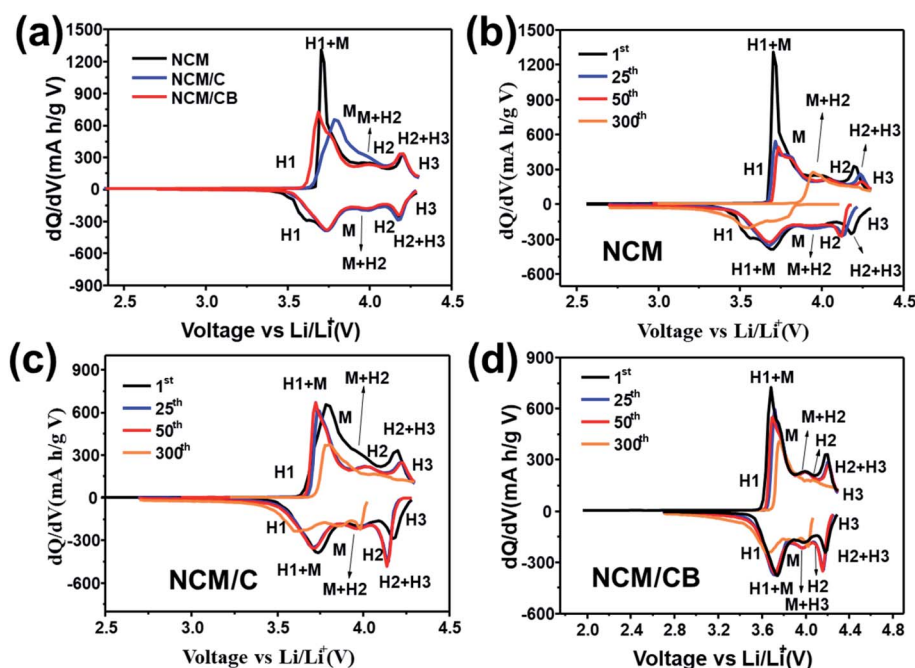 (a)
1500
1200
900
600
300
0
-300
-600
-900
dQ/dV(mA h/g V)
NCM
NCM/C
NCM/CB
H1+M
M
M+H2
H2
H2+H3
H1
H3
H1
M
H2
H3
H2+H3
M+H2
2.5 3.0 3.5 4.0 4.5
Voltage vs Li/Li+(V)
(b)
1500
1200
900
600
300
0
-300
-600
dQ/dV(mA h/g V)
1st
25th
50th
300th
H1+M
M+H2
M
H2+H3
H2
H1
H3
H1
M
H2
H3
H1+M
M+H2
H2+H3
NCM
2.5 3.0 3.5 4.0 4.5
Voltage vs Li/Li+(V)
(c)
900
600
300
0
-300
-600
dQ/dV(mA h/g V)
1st
25th
50th
300th
H1+M
M+H2
M
H2+H3
H2
H1
H3
H1
M
H2
H3
H1+M
M+H2
H2+H3
NCM/C
2.5 3.0 3.5 4.0 4.5
Voltage vs Li/Li+(V)
(d)
900
600
300
0
-300
-600
dQ/dV(mA h/g V)
1st
25th
50th
300th
H1+M
M+H2
M
H2
H2+H3
H1
H3
H1
M
H3
H2+H3
H1+M
H2
M+H3
NCM/CB
2.0 2.4 2.8 3.2 3.6 4.0 4.4 4.8
Voltage vs Li/Li+(V)